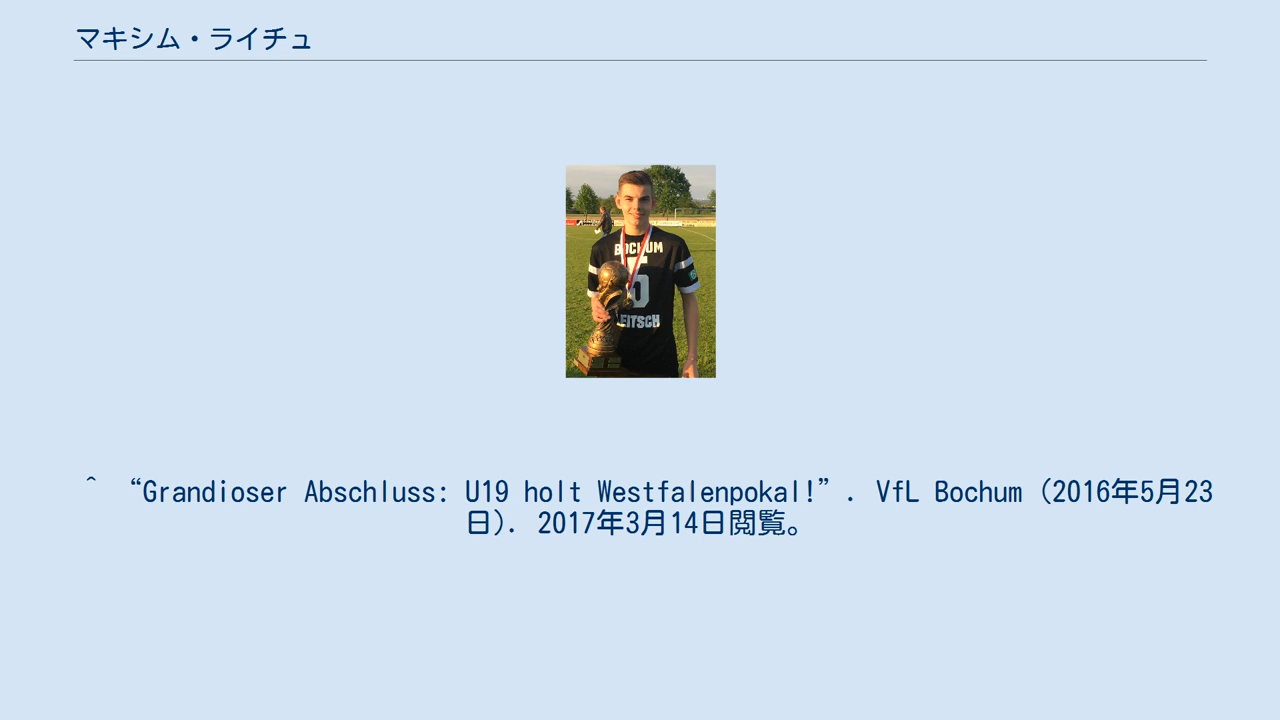 マキシム・ライチュ
BOCHUM
EITSCH
^ “Grandioser Abschluss: U19 holt Westfalenpokal!”. VfL Bochum (2016年5月23
日). 2017年3月14日閲覧。